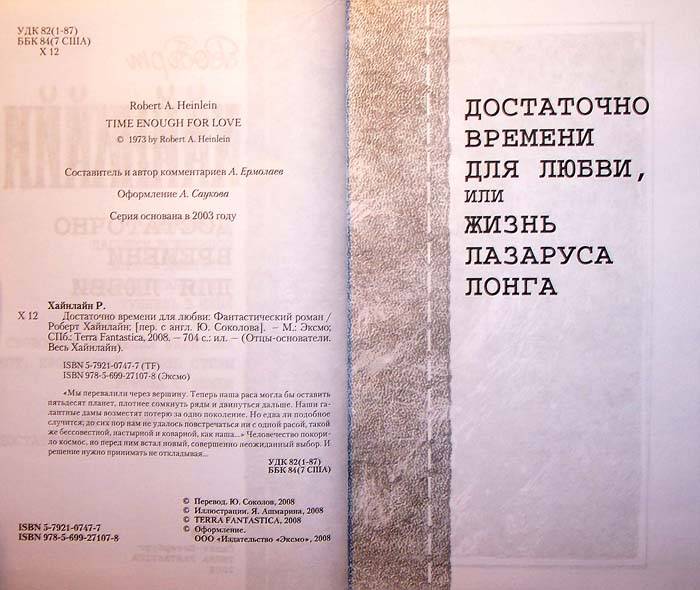 УДК 82(1-87)
ББК 84(7 США)
Х 12
Robert A. Heinlein
TIME ENOUGH FOR LOVE
© 1973 by Robert A. Heinlein
Составитель и автор комментариев А. Ермолаев
Оформление А. Саукова
Серия основана в 2003 году
Хайнлайн Р.
Х 12 Достаточно времени для любви: Фантастический роман /
Роберт Хайнлайн; [пер. с англ. Ю. Соколова]. – М.: Эксмо;
СПб.: Terra Fantastica, 2008. – 704 с.: ил. – (Отцы-основатели.
Весь Хайнлайн).
ISBN 5-7921-0747-7 (TF)
ISBN 978-5-699-27107-8 (Эксмо)
«Мы перевалили через вершину. Теперь наша раса могла бы оставить
пятьдесят планет, плотнее сомкнуть ряды и двинуться дальше. Наши га-
лантные дамы возместят потерю за одно поколение. Но едва ли подобное
случится; до сих пор нам не удалось повстречаться ни с одной расой, такой
же бессовестной, настырной и коварной, как наша...» Человечество покори-
ло космос, но перед ним встал новый, совершенно неожиданный выбор. И
решение нужно принимать не откладывая...
УДК 82(1-87)
ББК 84(7 США)
© Перевод. Ю. Соколов, 2008
© Иллюстрации. Я. Ашмарина, 2008
© TERRA FANTASTICA, 2008
© Оформление.
ООО «Издательство «Эксмо», 2008
ISBN 5-7921-0747-7
ISBN 978-5-699-27107-8
ДОСТАТОЧНО
ВРЕМЕНИ
ДЛЯ ЛЮБВИ,
ИЛИ
ЖИЗНЬ
ЛАЗАРУСА
ЛОНГА